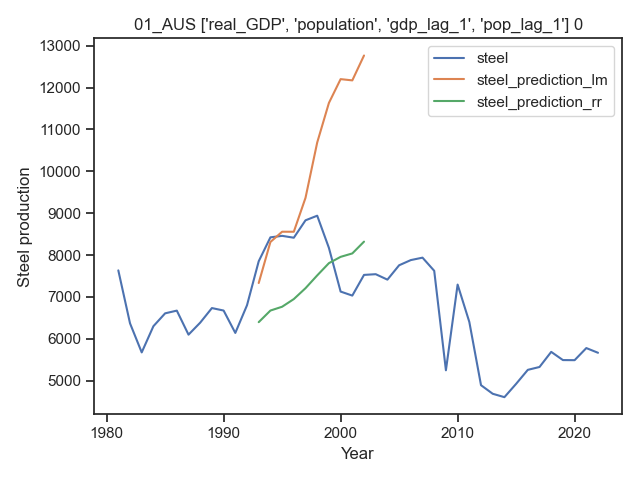 01_AUS ['real_GDP', 'population', 'gdp_lag_1', 'pop_lag_1'] 0
steel
steel_prediction_lm
steel_prediction_rr
Steel production
13000
12000
11000
10000
9000
8000
7000
6000
5000
1980
1990
2000
2010
2020
Year